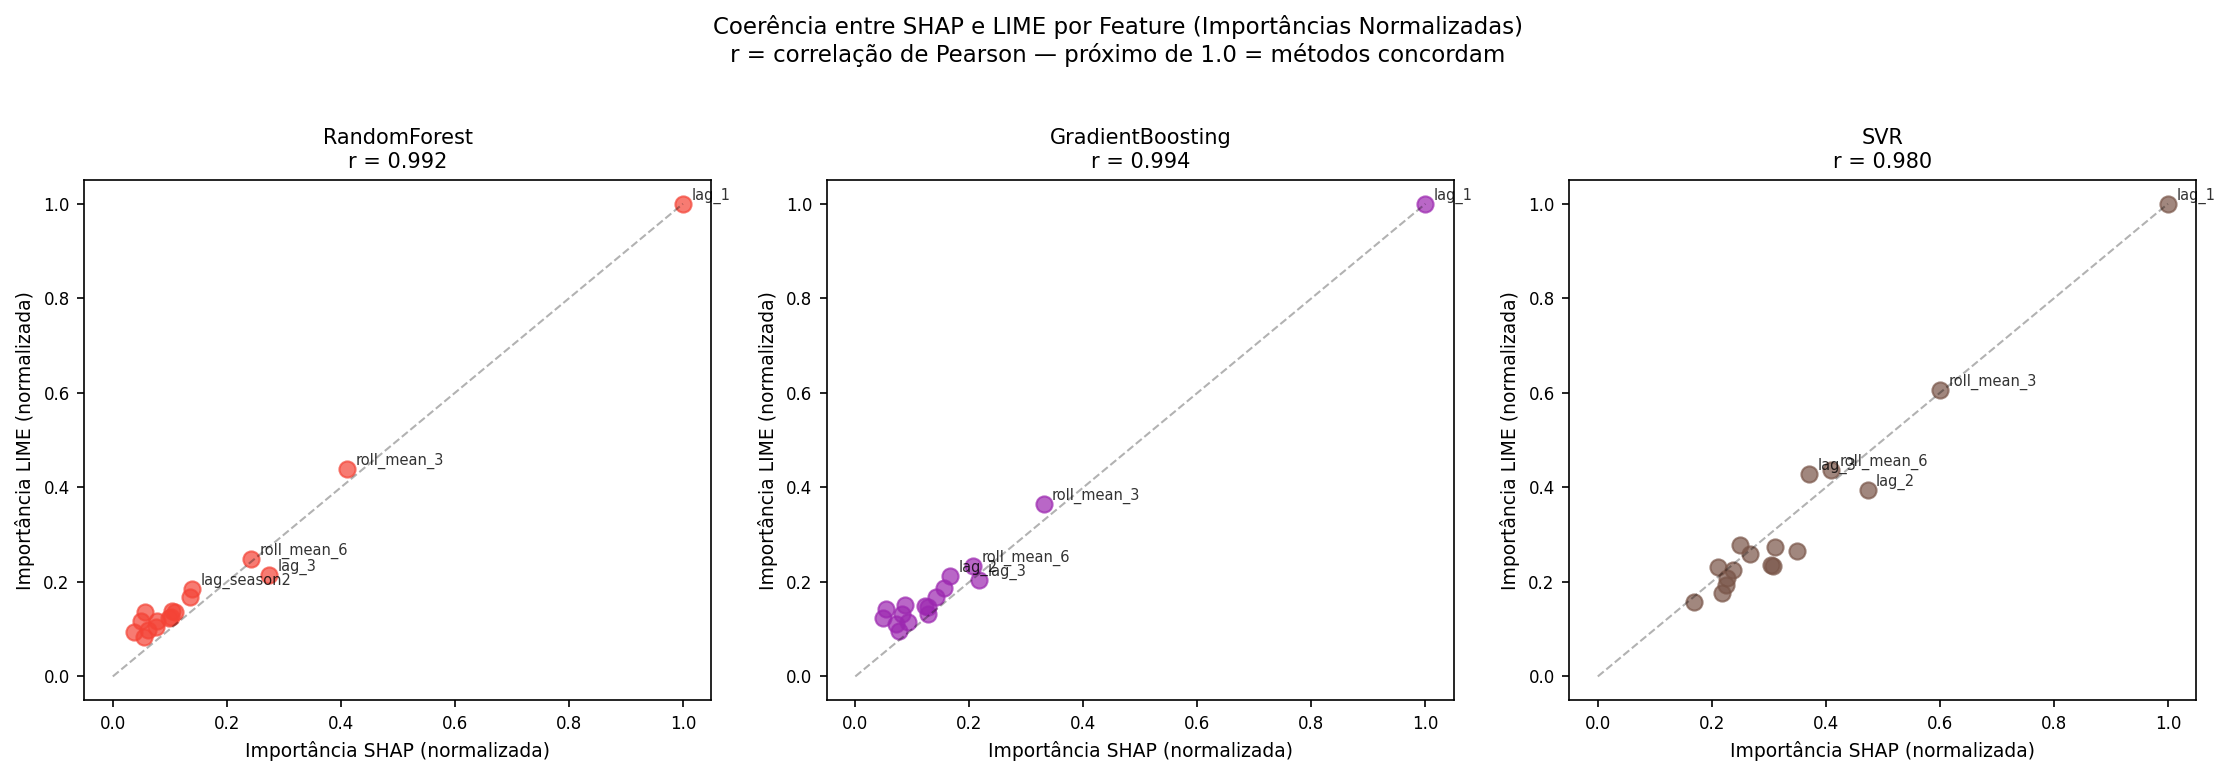 Coerência entre SHAP e LIME por Feature (Importâncias Normalizadas)
r = correlação de Pearson — próximo de 1.0 = métodos concordam
RandomForest
r = 0.992
Importância LIME (normalizada)
1.0
0.8
0.6
0.4
0.2
0.0
lag_1
roll_mean_3
roll_mean_6
lag_3
lag_season2
0.0 0.2 0.4 0.6 0.8 1.0
Importância SHAP (normalizada)
GradientBoosting
r = 0.994
Importância LIME (normalizada)
1.0
0.8
0.6
0.4
0.2
0.0
lag_1
roll_mean_3
roll_mean_6
lag_2
lag_3
0.0 0.2 0.4 0.6 0.8 1.0
Importância SHAP (normalizada)
SVR
r = 0.980
Importância LIME (normalizada)
1.0
0.8
0.6
0.4
0.2
0.0
lag_1
roll_mean_3
roll_mean_6
lag_3
lag_2
0.0 0.2 0.4 0.6 0.8 1.0
Importância SHAP (normalizada)